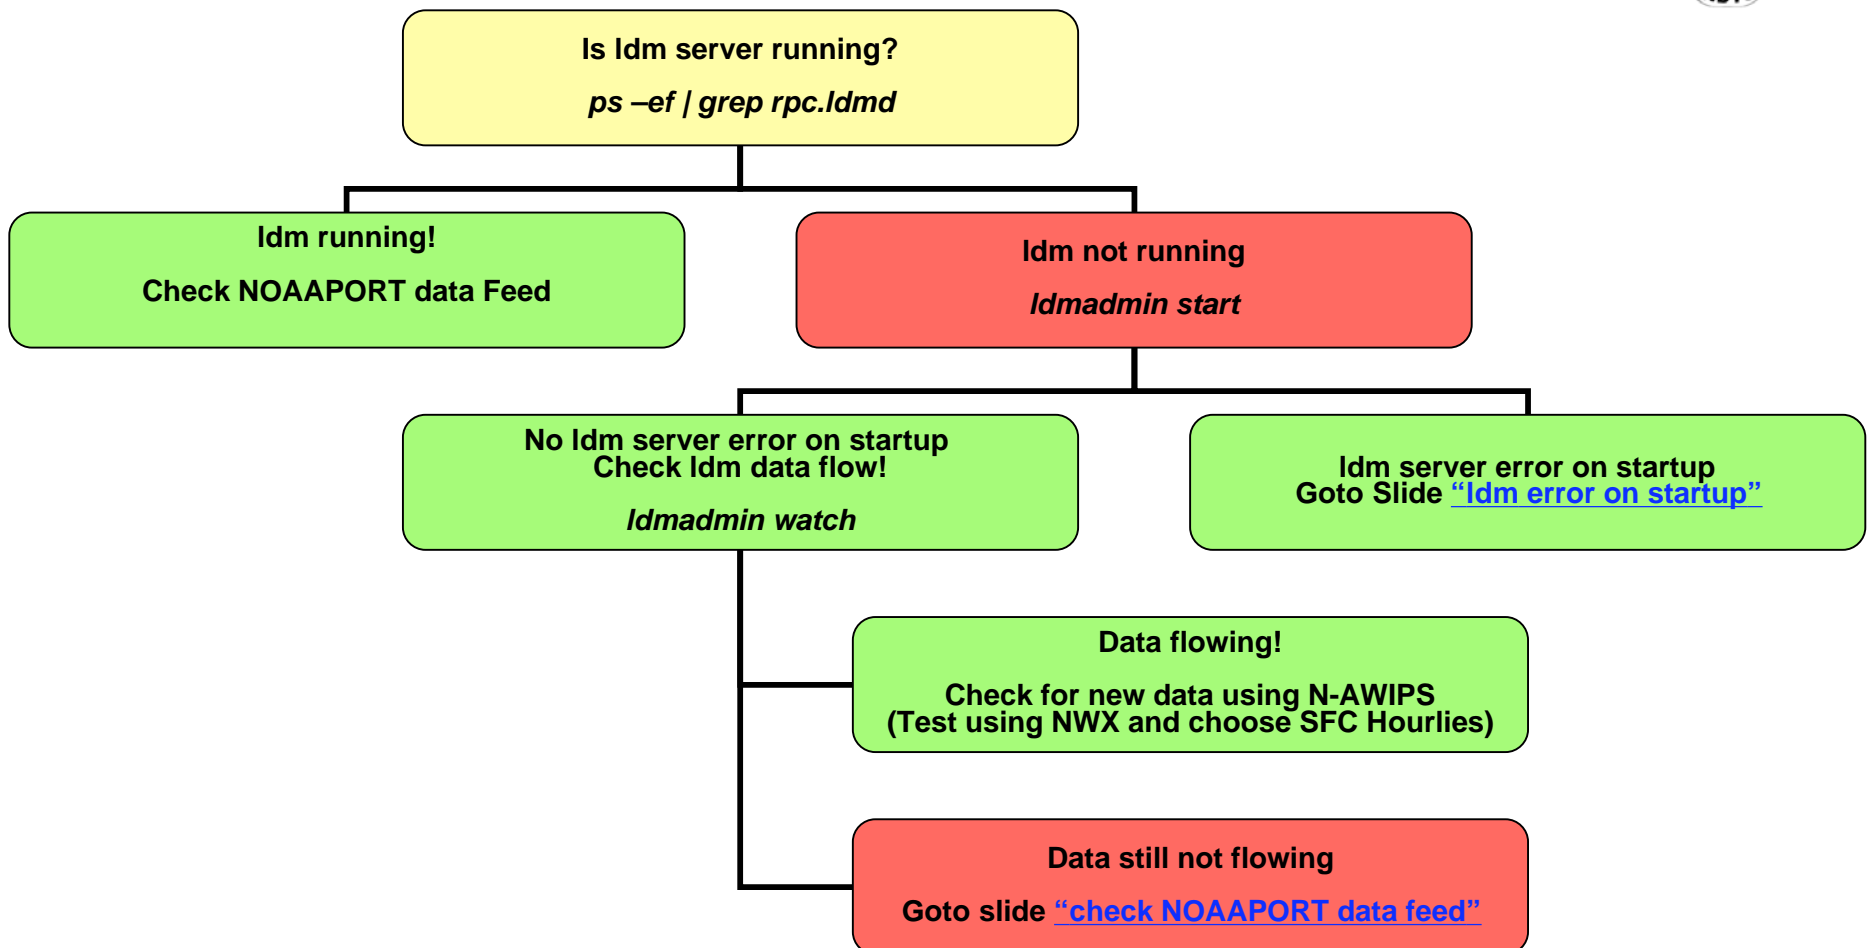 Is ldm server running?
ps –ef | grep rpc.ldmd
ldm running!
Check NOAAPORT data Feed
ldm not running
ldmadmin start
No ldm server error on startup
Check ldm data flow!
ldmadmin watch
ldm server error on startup
Goto Slide “ldm error on startup”
Data flowing!
Check for new data using N-AWIPS
(Test using NWX and choose SFC Hourlies)
Data still not flowing
Goto slide “check NOAAPORT data feed”